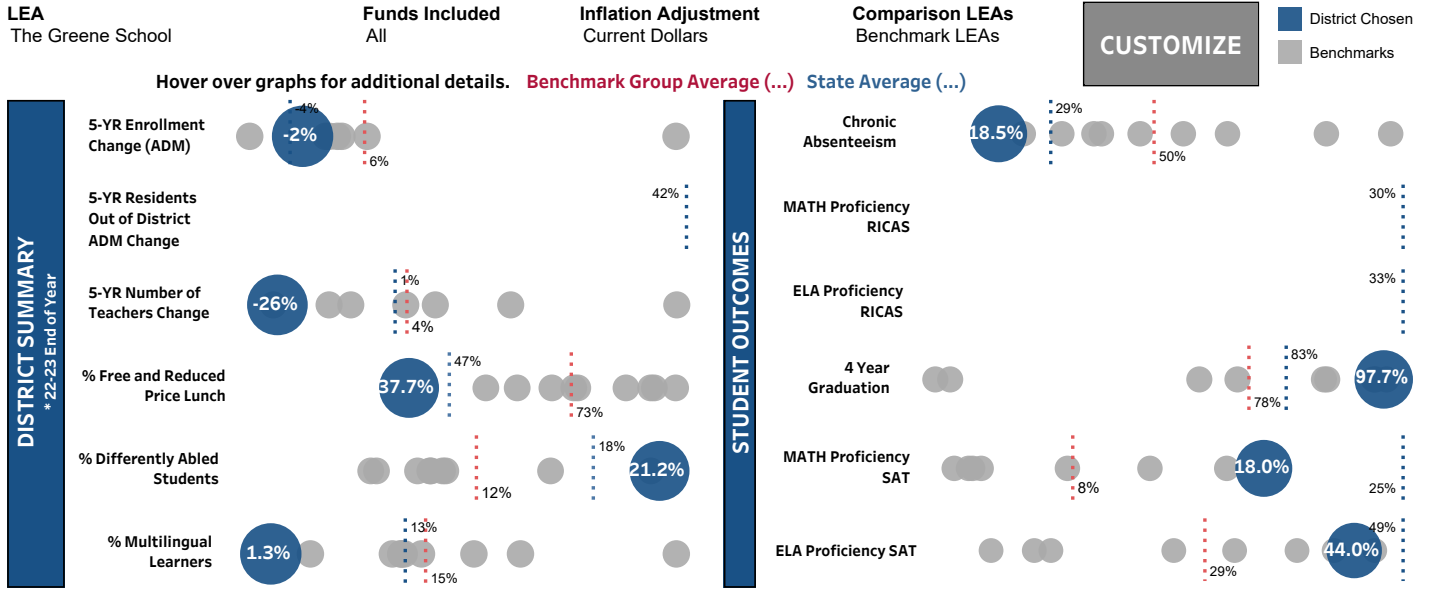 LEA
The Greene School
Funds Included
All
Inflation Adjustment
Current Dollars
Comparison LEAs
Benchmark LEAs
CUSTOMIZE
District Chosen
Benchmarks
Hover over graphs for additional details. Benchmark Group Average (...) State Average (...)
DISTRICT SUMMARY
* 22-23 End of Year
5-YR Enrollment
Change (ADM)
-4%
-2%
6%
5-YR Residents
Out of District
ADM Change
42%
5-YR Number of
Teachers Change
-26%
1%
4%
% Free and Reduced
Price Lunch
37.7%
47%
73%
% Differently Abled
Students
12%
18%
21.2%
% Multilingual
Learners
1.3%
13%
15%
STUDENT OUTCOMES
Chronic
Absenteeism
18.5%
29%
50%
MATH Proficiency
RICAS
30%
ELA Proficiency
RICAS
33%
4 Year
Graduation
78%
83%
97.7%
MATH Proficiency
SAT
8%
18.0%
25%
ELA Proficiency SAT
29%
44.0%
49%